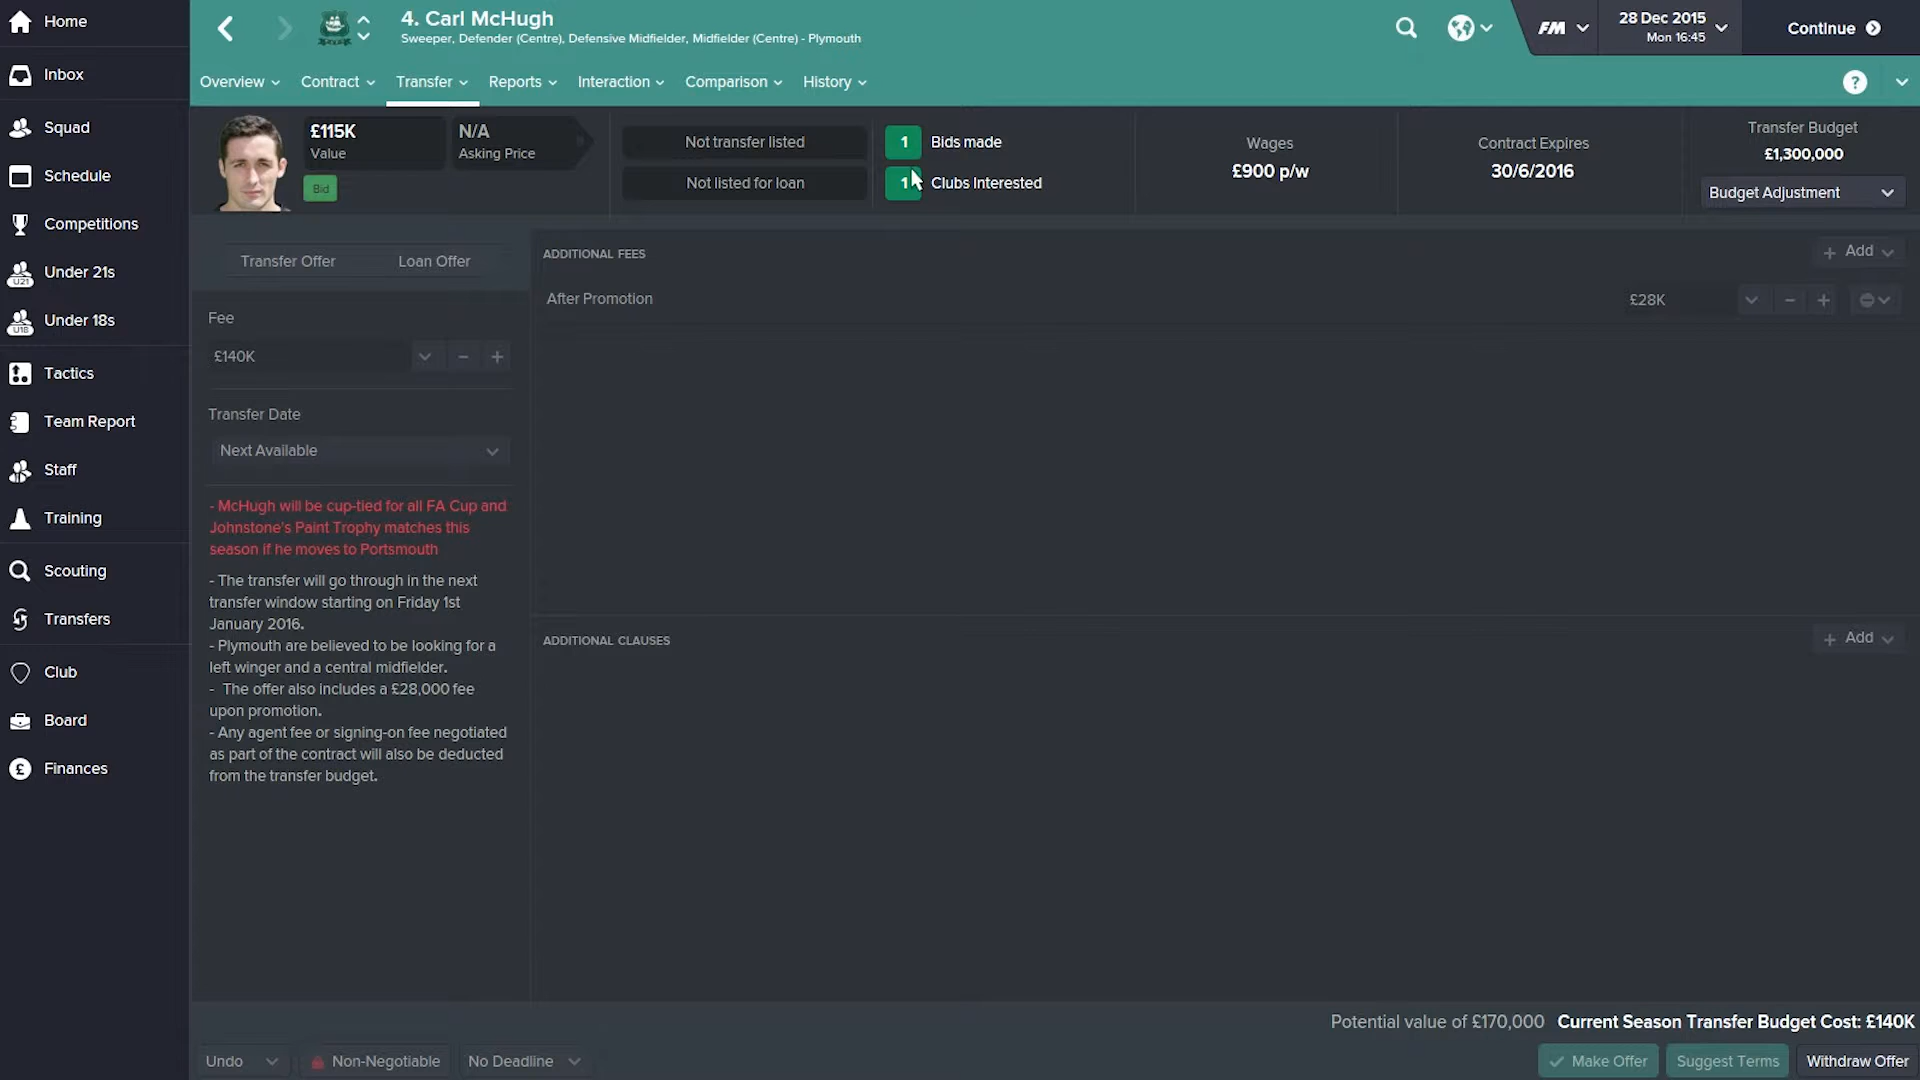 Home
Inbox
Squad
Schedule
Competitions
Under 21s
U21
Under 18s
U18
Tactics
Team Report
Staff
Training
Scouting
Transfers
Club
Board
£
Finances
4. Carl McHugh
Sweeper, Defender (Centre), Defensive Midfielder, Midfielder (Centre) - Plymouth
FM
28 Dec 2015
Mon 16:45
Continue
Overview
Contract
Transfer
Reports
Interaction
Comparison
History
?
£115K
Value
N/A
Asking Price
Bid
Not transfer listed
Not listed for loan
1 Bids made
1 Clubs Interested
Wages
£900 p/w
Contract Expires
30/6/2016
Transfer Budget
£1,300,000
Budget Adjustment
Transfer Offer
Loan Offer
Fee
£140K
Transfer Date
Next Available
- McHugh will be cup-tied for all FA Cup and
Johnstone's Paint Trophy matches this
season if he moves to Portsmouth
- The transfer will go through in the next
transfer window starting on Friday 1st
January 2016.
- Plymouth are believed to be looking for a
left winger and a central midfielder.
- The offer also includes a £28,000 fee
upon promotion.
- Any agent fee or signing-on fee negotiated
as part of the contract will also be deducted
from the transfer budget.
ADDITIONAL FEES
+ Add
After Promotion
£28K
ADDITIONAL CLAUSES
+ Add
Potential value of £170,000 Current Season Transfer Budget Cost: £140K
Undo
Non-Negotiable
No Deadline
Make Offer
Suggest Terms
Withdraw Offer